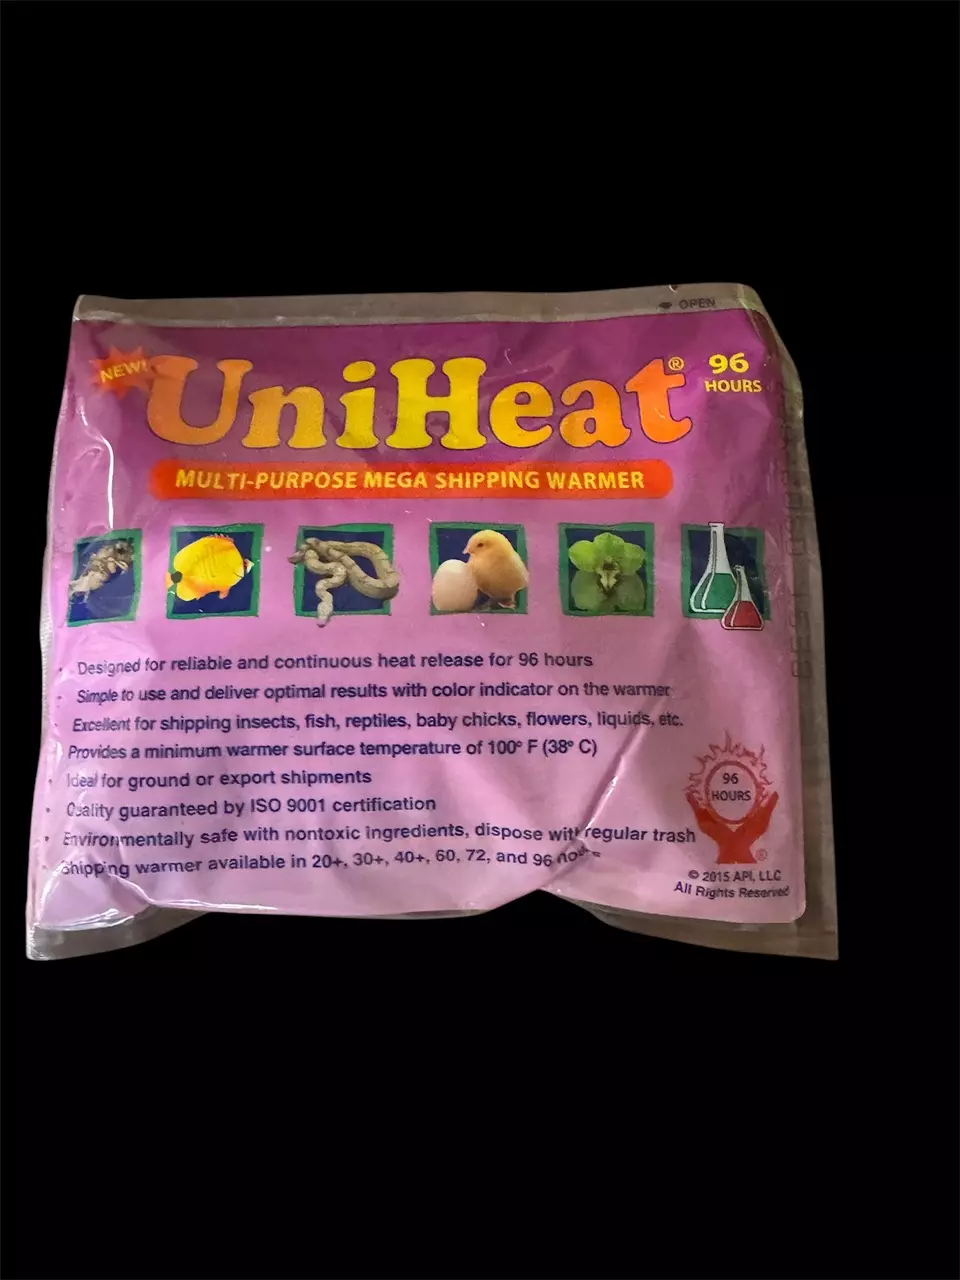 OPEN
NEW!
UniHeat®
96
HOURS
MULTI-PURPOSE MEGA SHIPPING WARMER
· Designed for reliable and continuous heat release for 96 hours
· Simple to use and deliver optimal results with color indicator on the warmer
· Excellent for shipping insects, fish, reptiles, baby chicks, flowers, liquids, etc.
Provides a minimum warmer surface temperature of 100° F (38° C)
· Ideal for ground or export shipments
· Quality guaranteed by ISO 9001 certification
· Environmentally safe with nontoxic ingredients, dispose with regular trash
· Shipping warmer available in 20+, 30+, 40+, 60, 72, and 96
96
HOURS
®
© 2015 API, LLC
All Rights Reserved